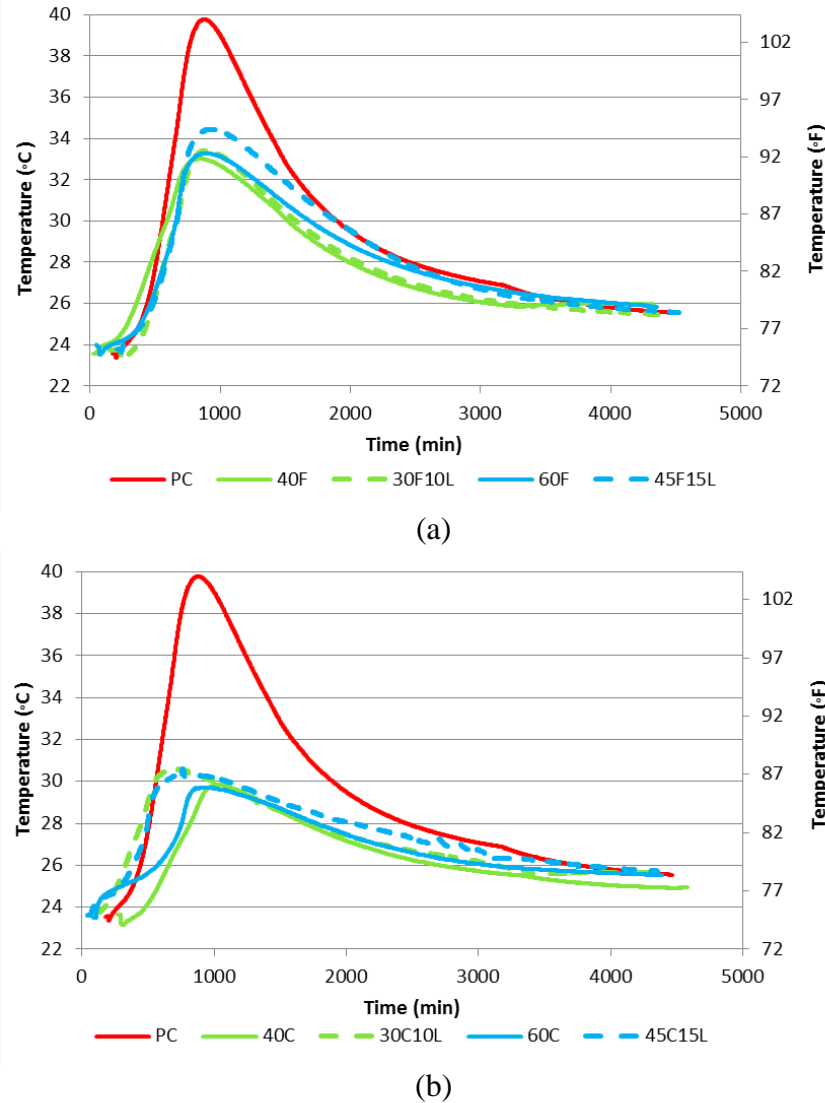 40
38
36
34
32
30
28
26
24
22
Temperature (◦C)
102
97
92
87
82
77
72
Temperature (◦F)
0 1000 2000 3000 4000 5000
Time (min)
PC 40F 30F10L 60F 45F15L
(a)
40
38
36
34
32
30
28
26
24
22
Temperature (◦C)
102
97
92
87
82
77
72
Temperature (◦F)
0 1000 2000 3000 4000 5000
Time (min)
PC 40C 30C10L 60C 45C15L
(b)